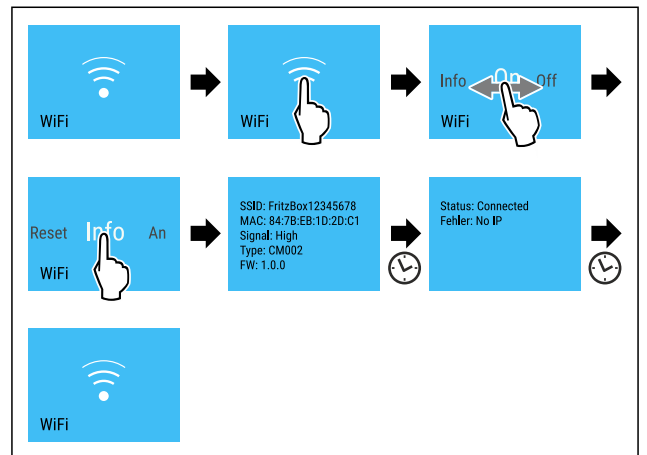 WiFi
WiFi
Info On Off
WiFi
Reset Info An
WiFi
SSID: FritzBox12345678
MAC: 84:7B:EB:1D:2D:C1
Signal: High
Type: CM002
FW: 1.0.0
Status: Connected
Fehler: No IP
WiFi